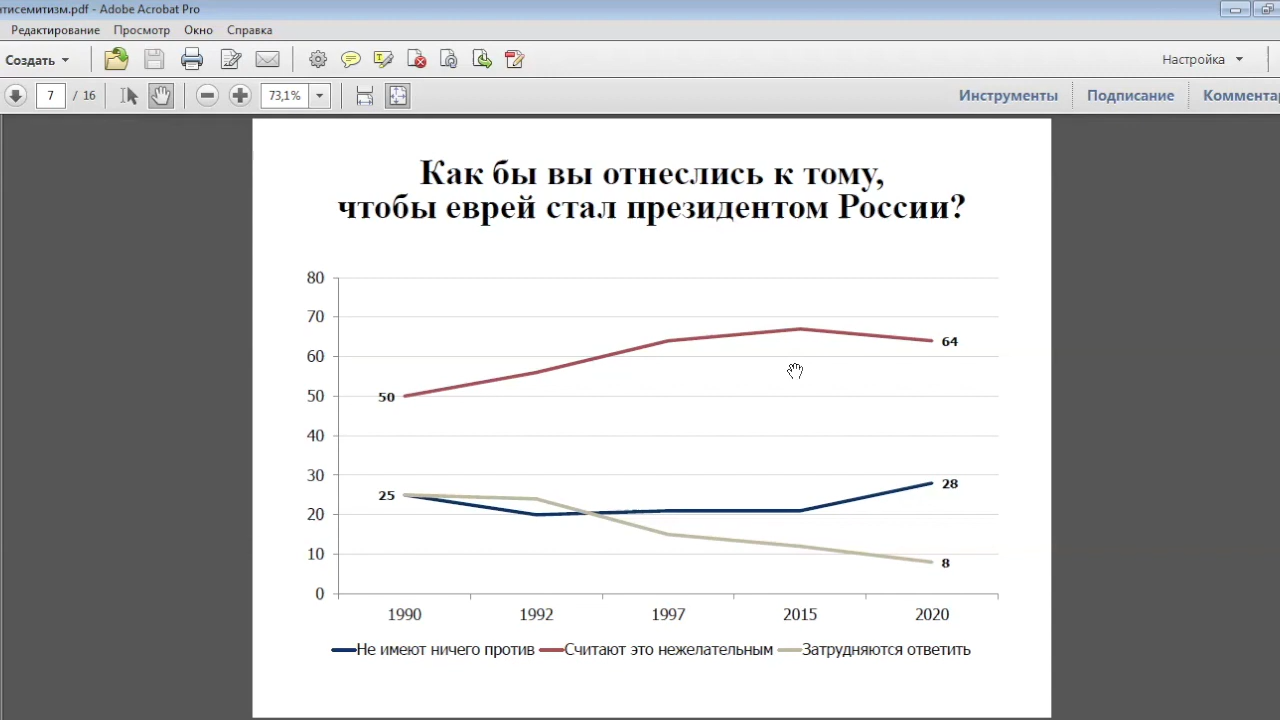 нтисемитизм.pdf - Adobe Acrobat Pro
Редактирование Просмотр Окно Справка
Создать Настройка
7 / 16 73,1% Инструменты Подписание Коммента
Как бы вы отнеслись к тому,
чтобы еврей стал президентом России?
80
70
60
50
40
30
20
10
0
64
50
25
28
8
1990 1992 1997 2015 2020
Не имеют ничего против Считают это нежелательным Затрудняются ответить